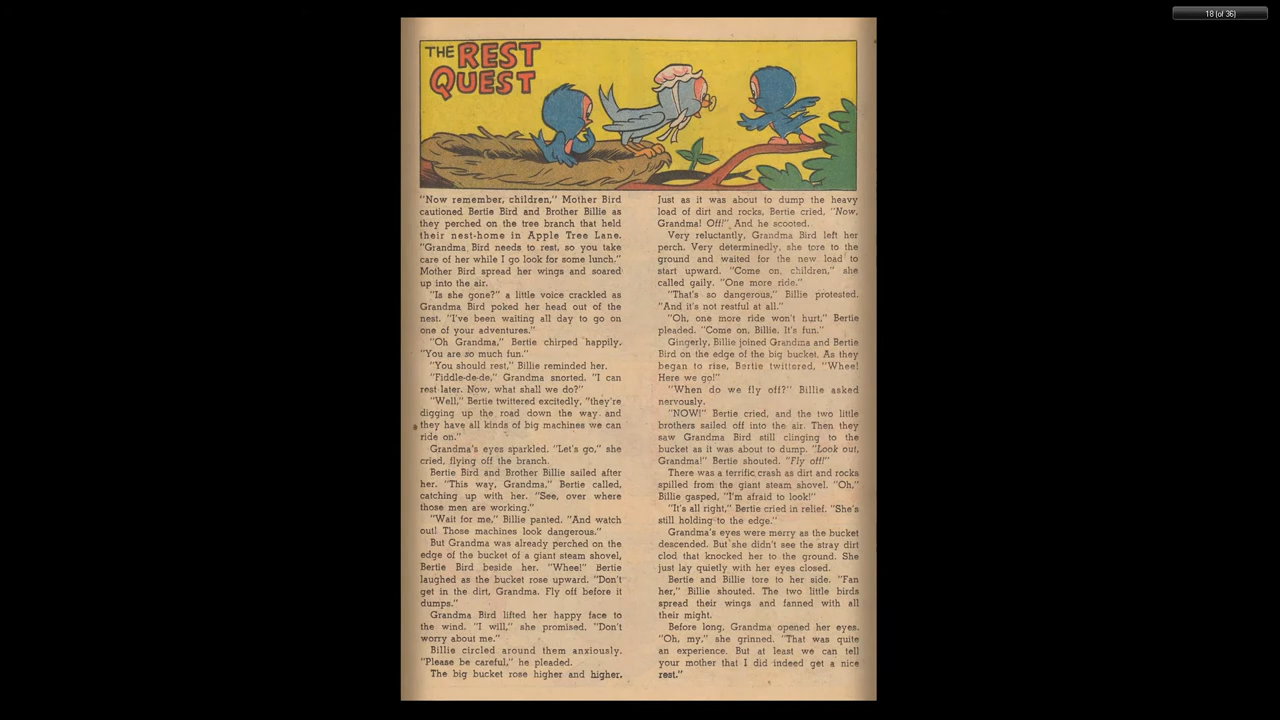 18 [of 36]
THE REST
QUEST
"Now remember, children," Mother Bird
cautioned Bertie Bird and Brother Billie as
they perched on the tree branch that held
their nest-home in Apple Tree Lane.
"Grandma Bird needs to rest, so you take
care of her while I go look for some lunch."
Mother Bird spread her wings and soared
up into the air.
"Is she gone?" a little voice crackled as
Grandma Bird poked her head out of the
nest. "I've been waiting all day to go on
one of your adventures."
"Oh Grandma," Bertie chirped happily.
"You are so much fun."
"You should rest," Billie reminded her.
"Fiddle-de-de," Grandma snorted, "I can
rest later. Now, what shall we do?"
"Well," Bertie twittered excitedly, "they're
digging up the road down the way and
they have all kinds of big machines we can
ride on."
Grandma's eyes sparkled. "Let's go," she
cried, flying off the branch.
Bertie Bird and Brother Billie sailed after
her. "This way, Grandma," Bertie called,
catching up with her. "See, over where
those men are working."
"Wait for me," Billie panted. "And watch
out! Those machines look dangerous."
But Grandma was already perched on the
edge of the bucket of a giant steam shovel,
Bertie Bird beside her. "Whee!" Bertie
laughed as the bucket rose upward. "Don't
get in the dirt, Grandma. Fly off before it
dumps."
Grandma Bird lifted her happy face to
the wind. "I will," she promised. "Don't
worry about me."
Billie circled around them anxiously.
"Please be careful," he pleaded.
The big bucket rose higher and higher.
Just as it was about to dump the heavy
load of dirt and rocks, Bertie cried, "Now,
Grandma! Off!" And he scooted.
Very reluctantly, Grandma Bird left her
perch. Very determinedly, she tore to the
ground and waited for the new load to
start upward. "Come on, children," she
called gaily. "One more ride."
"That's so dangerous," Billie protested.
"And it's not restful at all."
"Oh, one more ride won't hurt," Bertie
pleaded. "Come on, Billie. It's fun."
Gingerly, Billie joined Grandma and Bertie
Bird on the edge of the big bucket. As they
began to rise, Bertie twittered, "Whee!
Here we go!"
"When do we fly off?" Billie asked
nervously.
"NOW!" Bertie cried, and the two little
brothers sailed off into the air. Then they
saw Grandma Bird still clinging to the
bucket as it was about to dump. "Look out,
Grandma!" Bertie shouted. "Fly off!"
There was a terrific crash as dirt and rocks
spilled from the giant steam shovel. "Oh,"
Billie gasped, "I'm afraid to look!"
"It's all right," Bertie cried in relief. "She's
still holding to the edge."
Grandma's eyes were merry as the bucket
descended. But she didn't see the stray dirt
clod that knocked her to the ground. She
just lay quietly with her eyes closed.
Bertie and Billie tore to her side. "Fan
her," Billie shouted. The two little birds
spread their wings and fanned with all
their might.
Before long, Grandma opened her eyes.
"Oh, my," she grinned. "That was quite
an experience. But at least we can tell
your mother that I did indeed get a nice
rest."